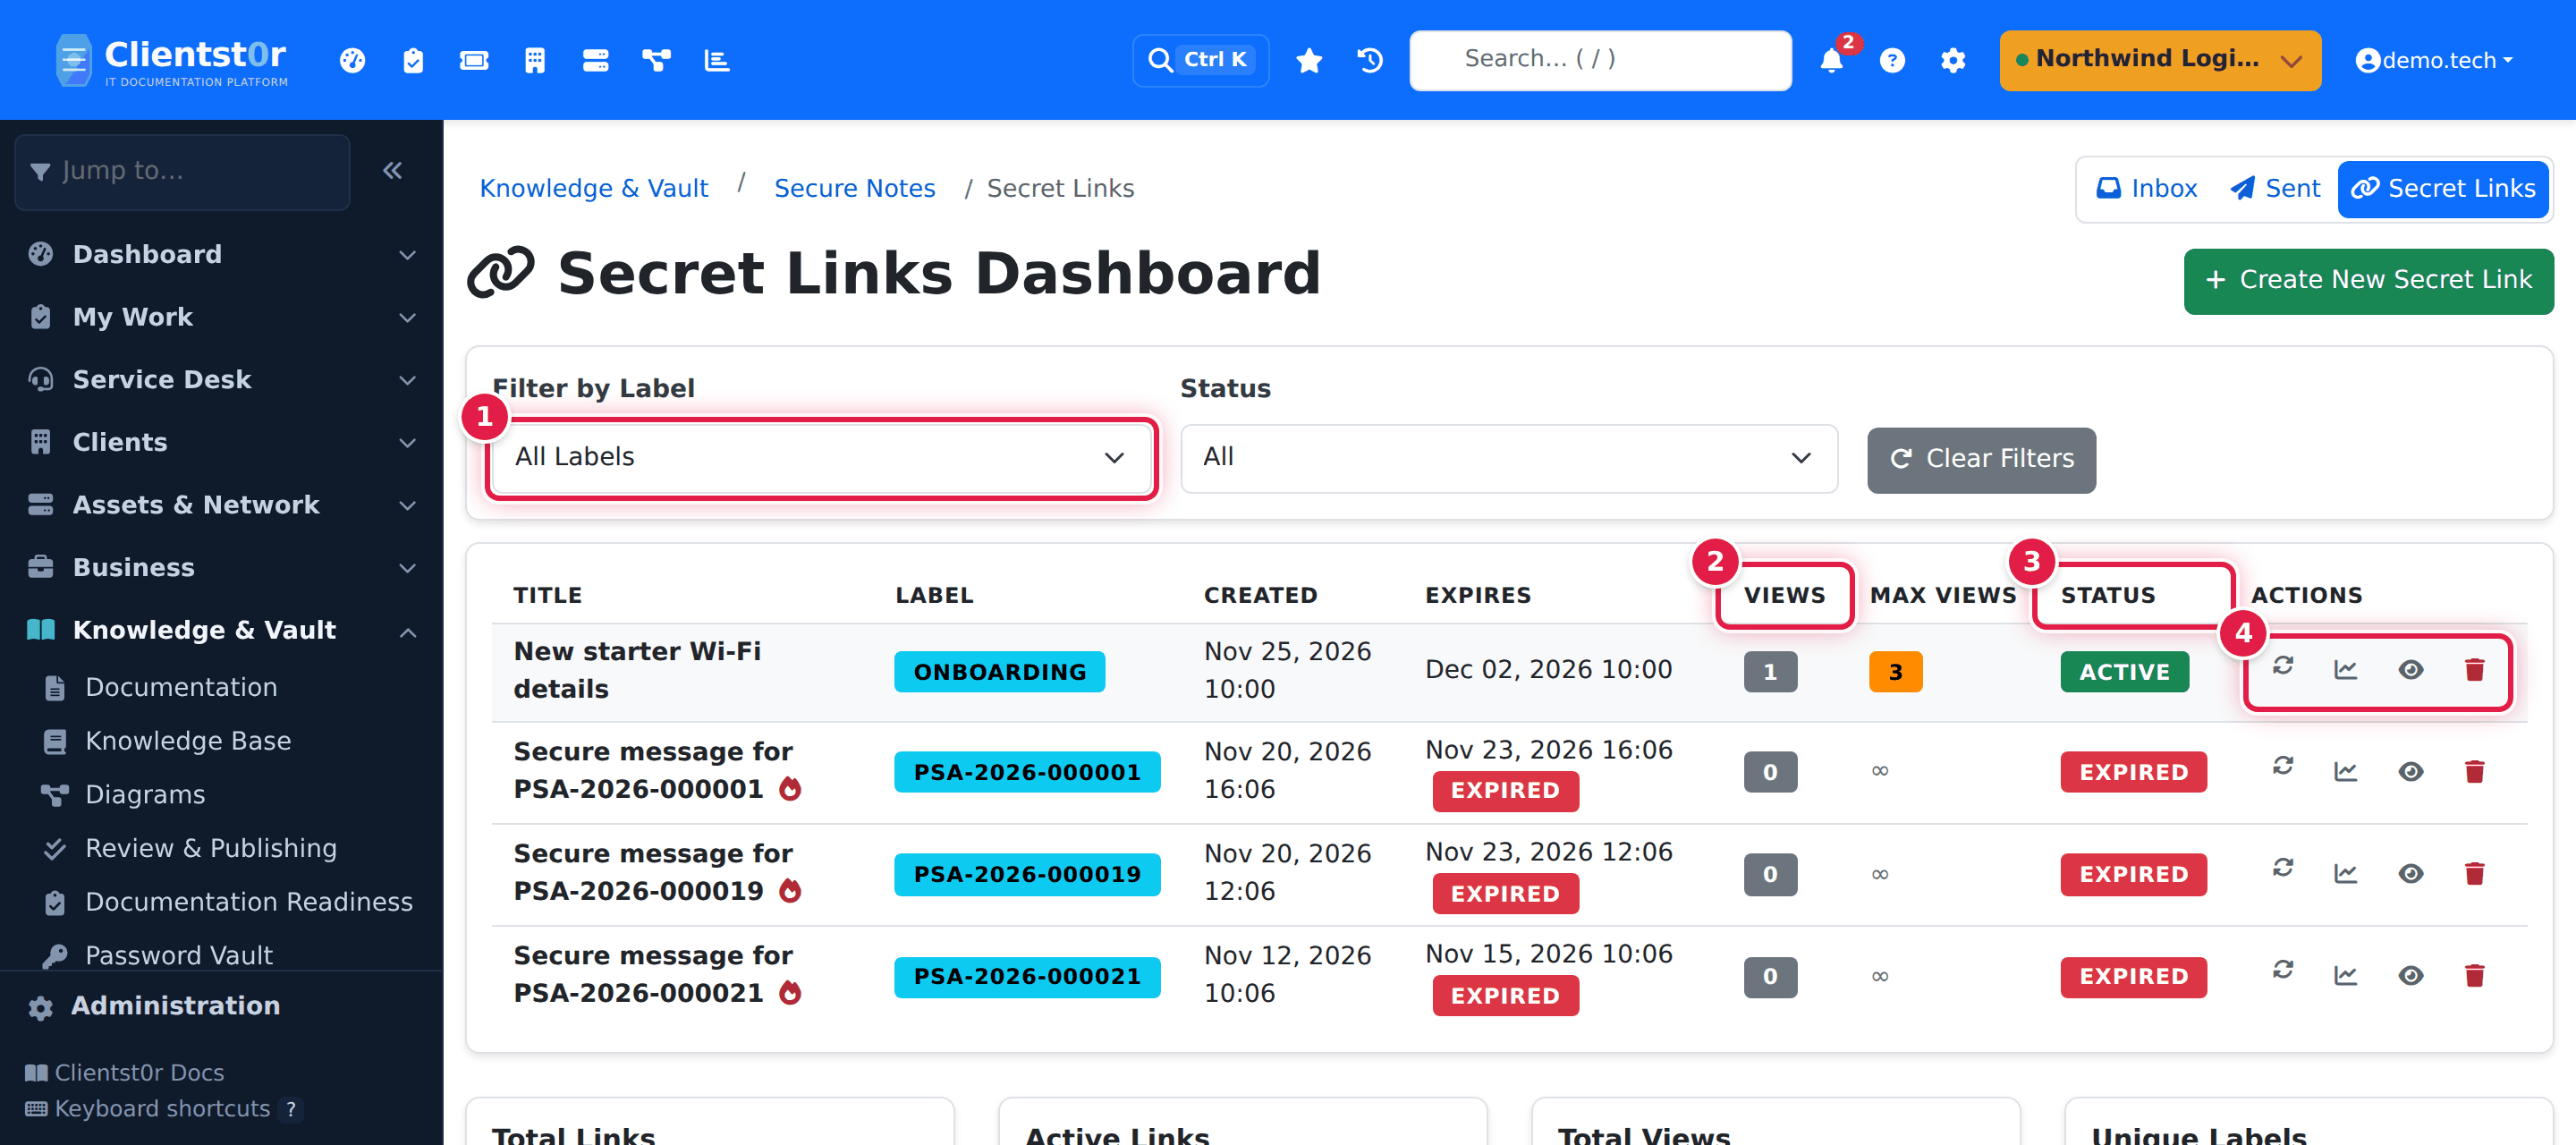 Clientst0r
IT DOCUMENTATION PLATFORM
Ctrl K
Search... ( / )
2
Northwind Logi...
demo.tech
Jump to...
Dashboard
My Work
Service Desk
Clients
Assets & Network
Business
Knowledge & Vault
Documentation
Knowledge Base
Diagrams
Review & Publishing
Documentation Readiness
Password Vault
Administration
Clientst0r Docs
Keyboard shortcuts ?
Knowledge & Vault / Secure Notes / Secret Links
Inbox Sent Secret Links
Secret Links Dashboard
+ Create New Secret Link
Filter by Label Status
1
All Labels All Clear Filters
2 3
TITLE LABEL CREATED EXPIRES VIEWS MAX VIEWS STATUS ACTIONS
4
New starter Wi-Fi
details
ONBOARDING
Nov 25, 2026
10:00
Dec 02, 2026 10:00
1 3 ACTIVE
Secure message for
PSA-2026-000001
PSA-2026-000001
Nov 20, 2026
16:06
Nov 23, 2026 16:06
EXPIRED
0 ∞ EXPIRED
Secure message for
PSA-2026-000019
PSA-2026-000019
Nov 20, 2026
12:06
Nov 23, 2026 12:06
EXPIRED
0 ∞ EXPIRED
Secure message for
PSA-2026-000021
PSA-2026-000021
Nov 12, 2026
10:06
Nov 15, 2026 10:06
EXPIRED
0 ∞ EXPIRED
Total Links Active Links Total Views Unique Labels